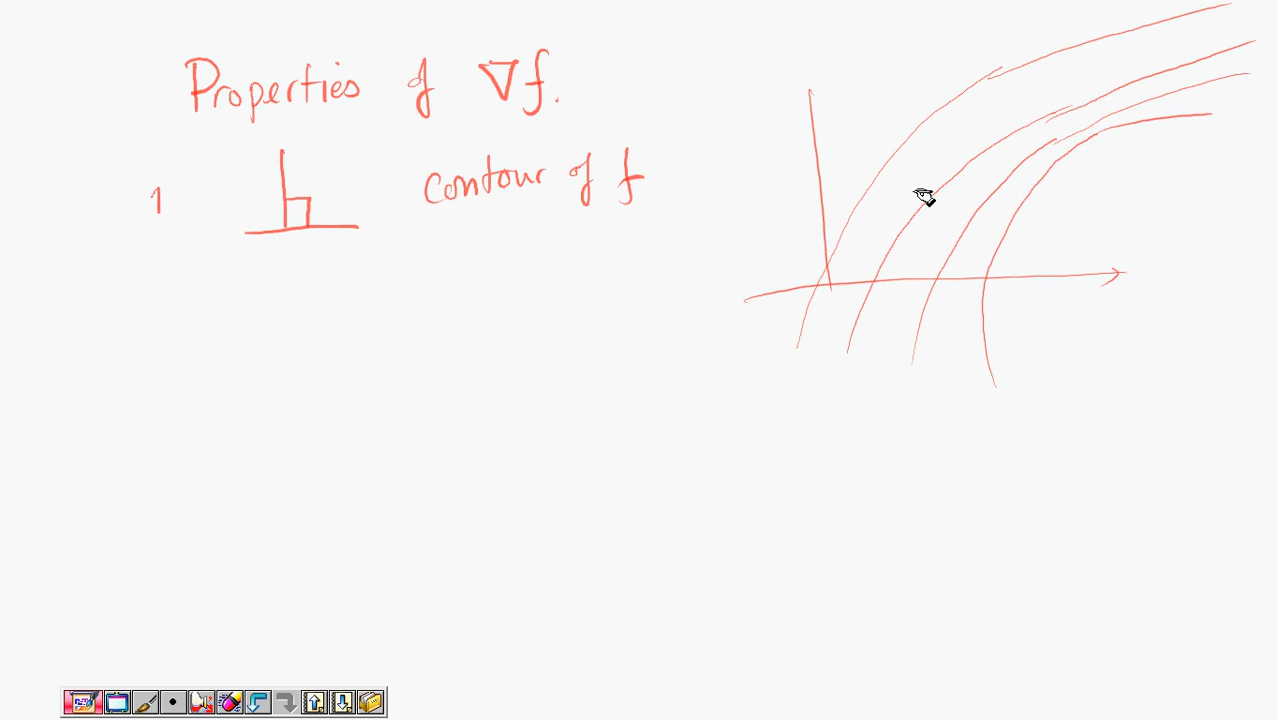 Properties of ∇f.
1 contour of f